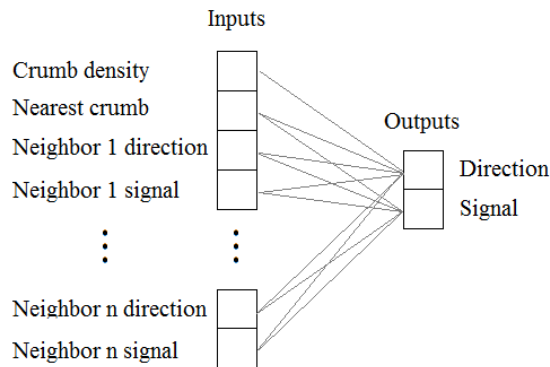 Inputs
Crumb density
Nearest crumb
Neighbor 1 direction
Neighbor 1 signal
Neighbor n direction
Neighbor n signal
Outputs
Direction
Signal